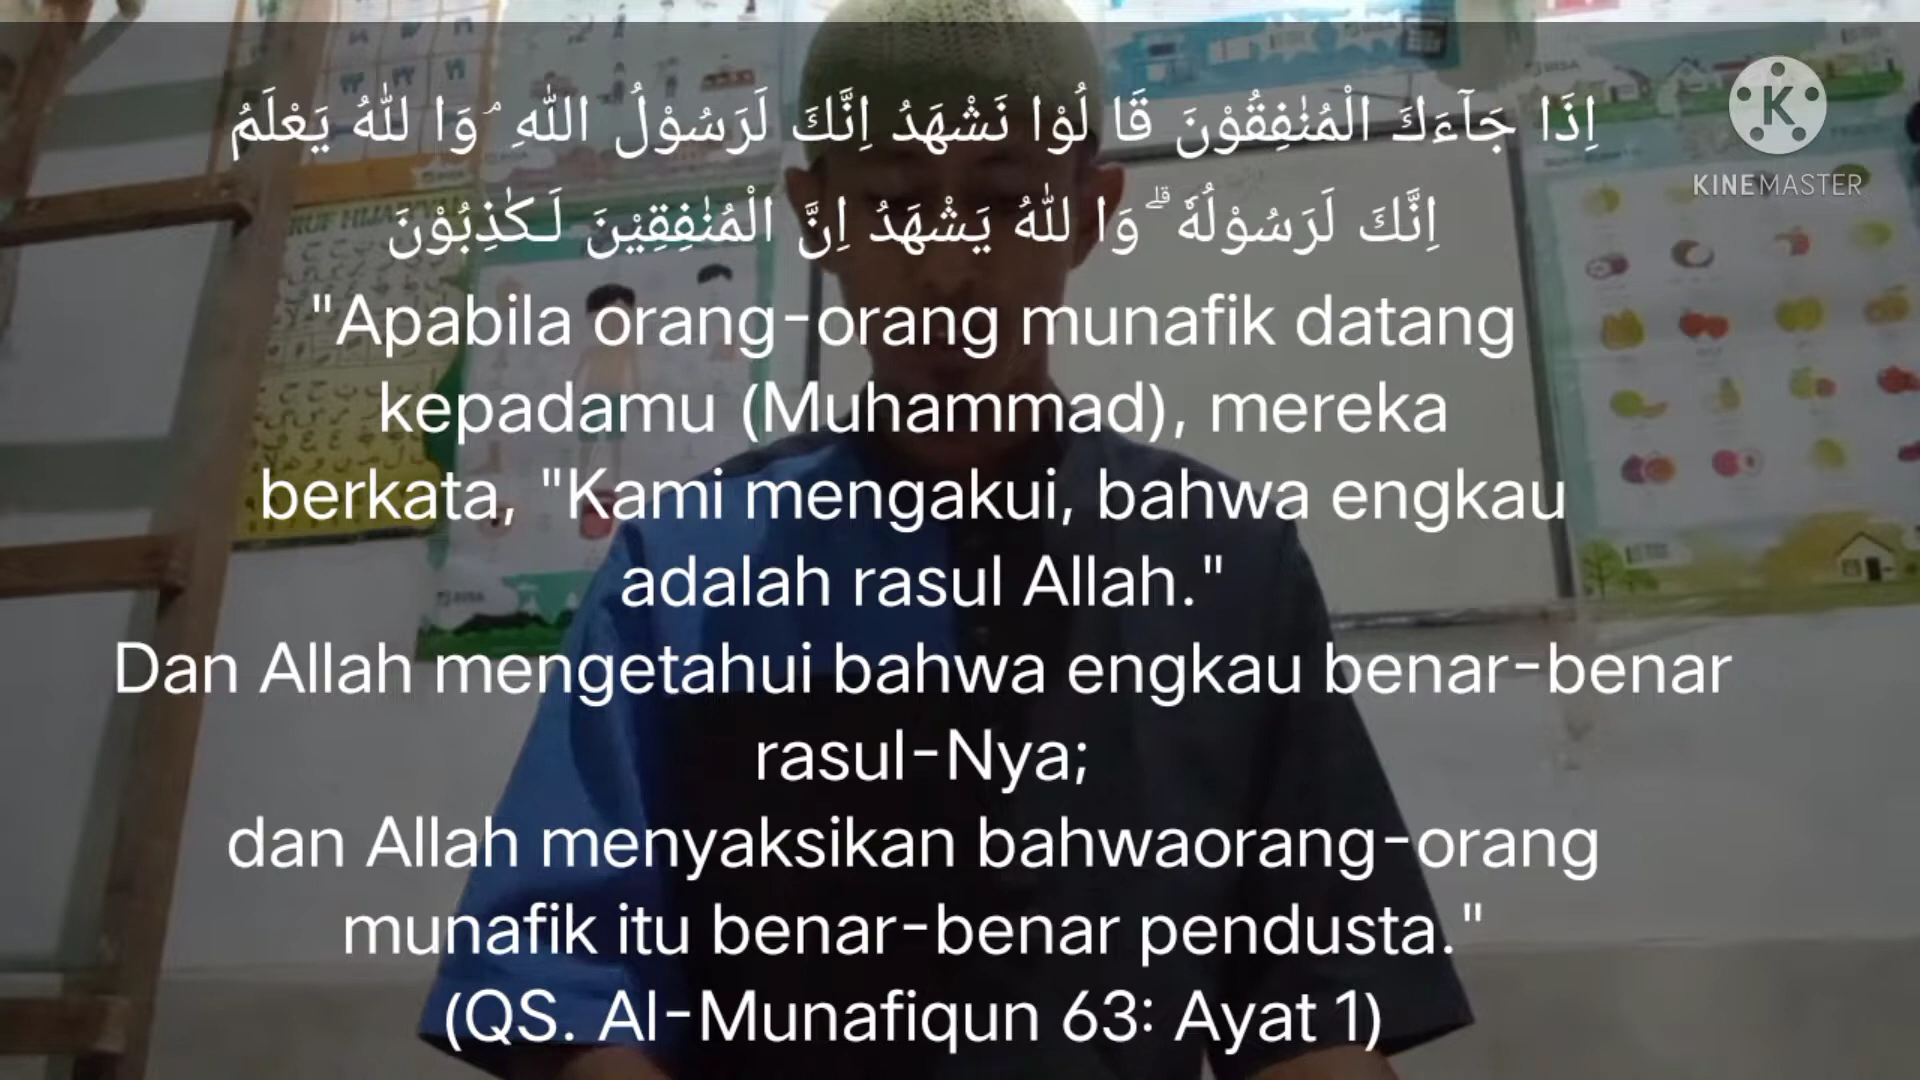 اِذَا جَآءَكَ الْمُنٰفِقُوْنَ قَا لُوْا نَشْهَدُ اِنَّكَ لَرَسُوْلُ اللّٰهِ ۘ وَا للّٰهُ يَعْلَمُ
اِنَّكَ لَرَسُوْلُهٗ ۗ وَا للّٰهُ يَشْهَدُ اِنَّ الْمُنٰفِقِيْنَ لَـكٰذِبُوْنَ
"Apabila orang-orang munafik datang
kepadamu (Muhammad), mereka
berkata, "Kami mengakui, bahwa engkau
adalah rasul Allah."
Dan Allah mengetahui bahwa engkau benar-benar
rasul-Nya;
dan Allah menyaksikan bahwaorang-orang
munafik itu benar-benar pendusta."
(QS. Al-Munafiqun 63: Ayat 1)
K
KINEMASTER